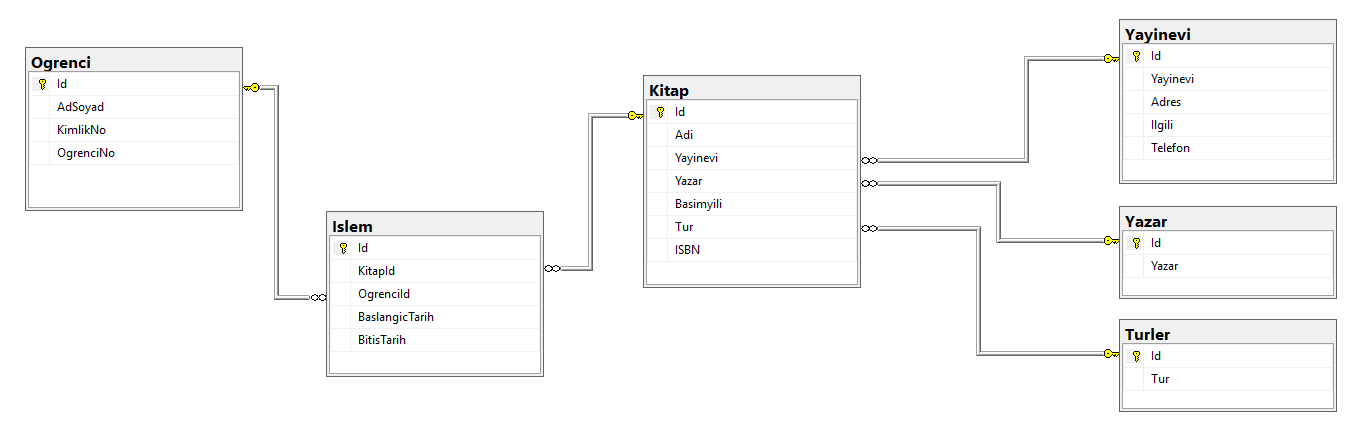 Ogrenci
Id
AdSoyad
KimlikNo
OgrenciNo
Islem
Id
KitapId
OgrenciId
BaslangicTarih
BitisTarih
Kitap
Id
Adi
Yayinevi
Yazar
Basimyili
Tur
ISBN
Yayinevi
Id
Yayinevi
Adres
Ilgili
Telefon
Yazar
Id
Yazar
Turler
Id
Tur